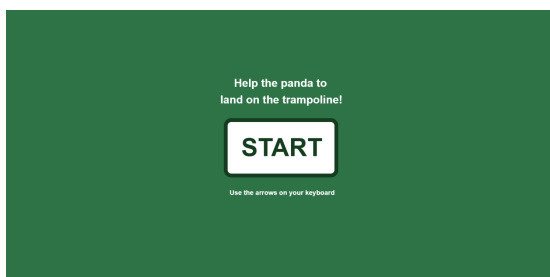 Help the panda to
land on the trampoline!
START
Use the arrows on your keyboard